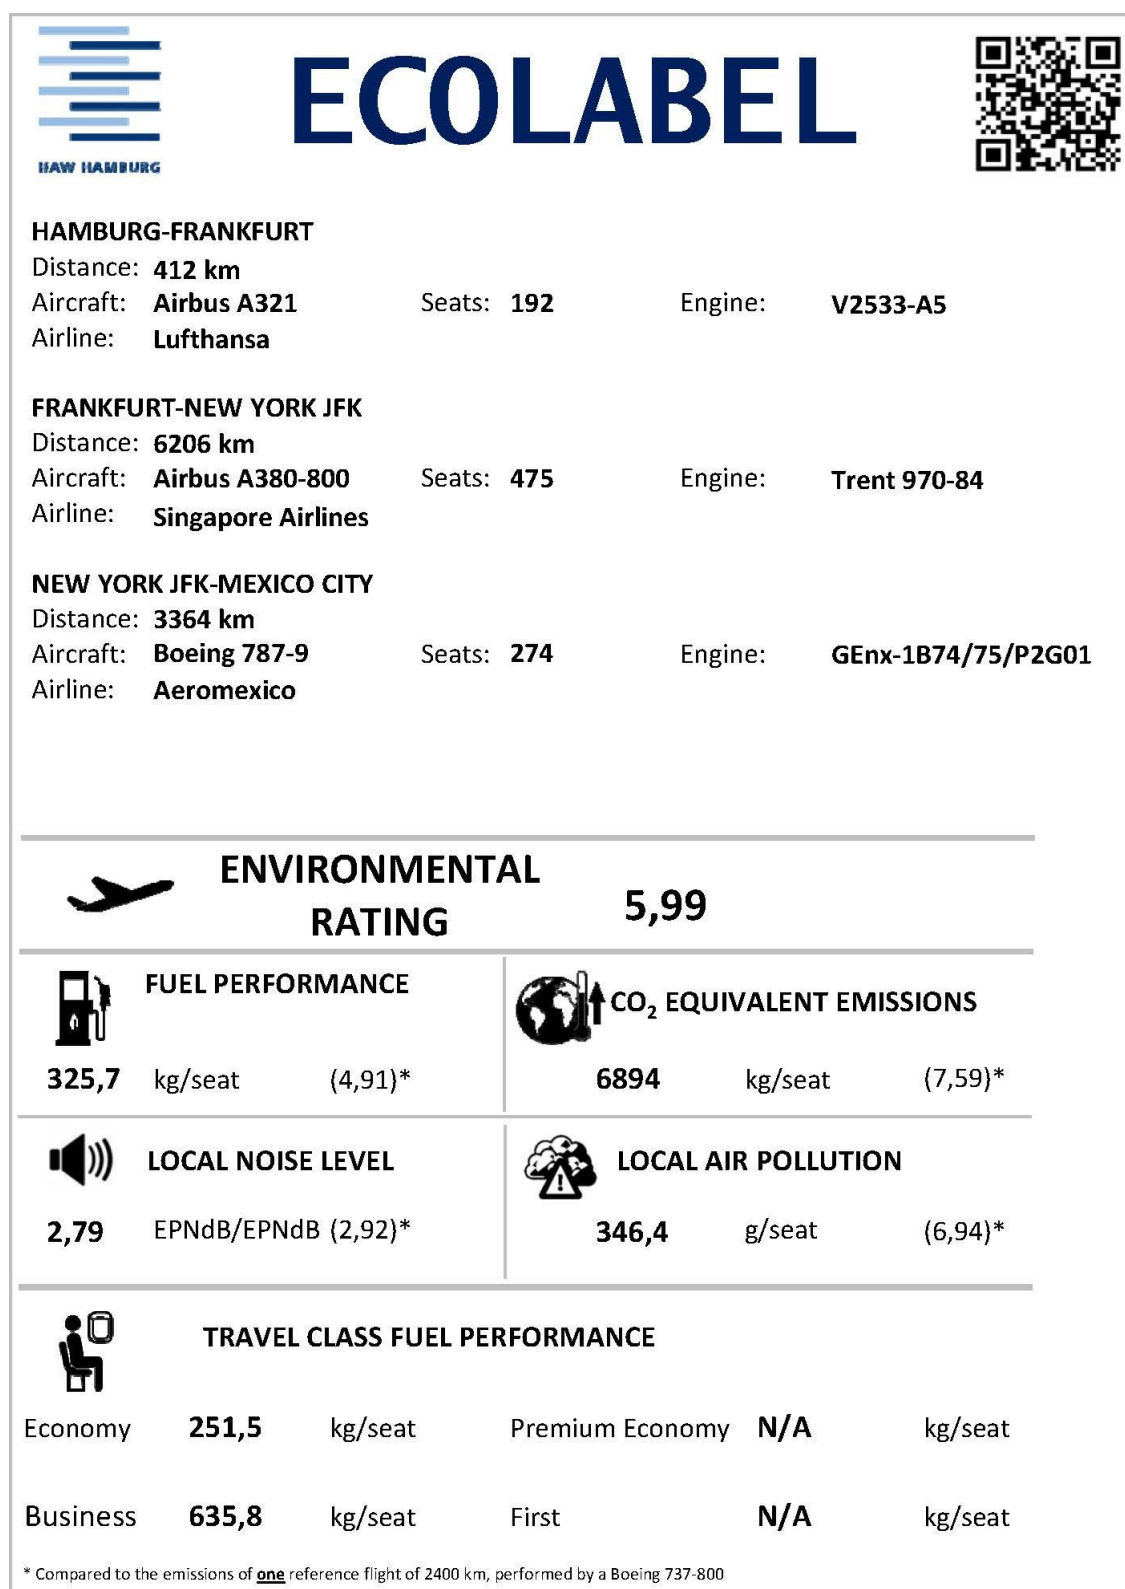 HAW HAMBURG
ECOLABEL
HAMBURG-FRANKFURT
Distance: 412 km
Aircraft: Airbus A321 Seats: 192 Engine: V2533-A5
Airline: Lufthansa
FRANKFURT-NEW YORK JFK
Distance: 6206 km
Aircraft: Airbus A380-800 Seats: 475 Engine: Trent 970-84
Airline: Singapore Airlines
NEW YORK JFK-MEXICO CITY
Distance: 3364 km
Aircraft: Boeing 787-9 Seats: 274 Engine: GEnx-1B74/75/P2G01
Airline: Aeromexico
ENVIRONMENTAL
RATING
5,99
FUEL PERFORMANCE
325,7 kg/seat (4,91)*
CO₂ EQUIVALENT EMISSIONS
6894 kg/seat (7,59)*
LOCAL NOISE LEVEL
2,79 EPNdB/EPNdB (2,92)*
LOCAL AIR POLLUTION
346,4 g/seat (6,94)*
TRAVEL CLASS FUEL PERFORMANCE
Economy 251,5 kg/seat Premium Economy N/A kg/seat
Business 635,8 kg/seat First N/A kg/seat
* Compared to the emissions of one reference flight of 2400 km, performed by a Boeing 737-800